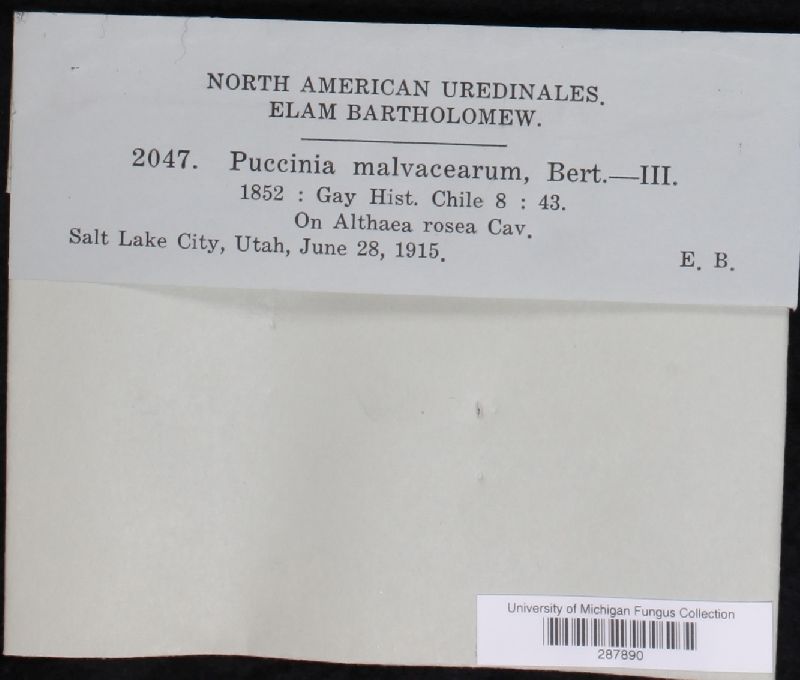 NORTH AMERICAN UREDINALES.
ELAM BARTHOLOMEW.
2047. Puccinia malvacearum, Bert.—III.
1852 : Gay Hist. Chile 8 : 43.
On Althaea rosea Cav.
Salt Lake City, Utah, June 28, 1915. E. B.
University of Michigan Fungus Collection
287890